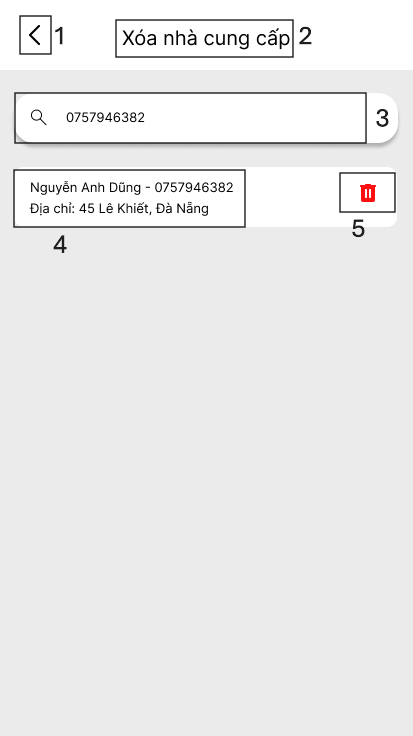 1
Xóa nhà cung cấp 2
0757946382 3
Nguyễn Anh Dũng - 0757946382
Địa chỉ: 45 Lê Khiết, Đà Nẵng
5
4